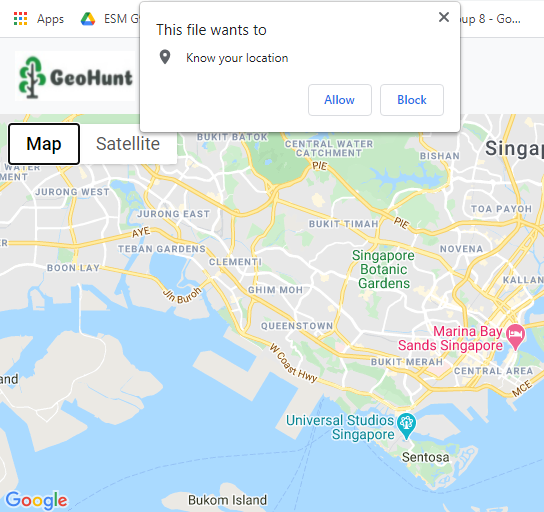 Apps
ESM G
oup 8 - Go...
This file wants to
Know your location
Allow
Block
GeoHunt
Map
Satellite
BUKIT BATOK
CENTRAL WATER
CATCHMENT
BISHAN
Singap
WATER
PIE
JURONG WEST
JURONG EAST
TOA PAYOH
BUKIT TIMAH
PIE
AYE
TEBAN GARDENS
NOVENA
BOON LAY
CLEMENTI
Singapore
Botanic
Gardens
KALLAN
Jln Buroh
GHIM MOH
QUEENSTOWN
Marina Bay
Sands Singapore
W Coast Hwy
BUKIT MERAH
CENTRAL AREA
and
MCE
Universal Studios
Singapore
Sentosa
Google
Bukom Island